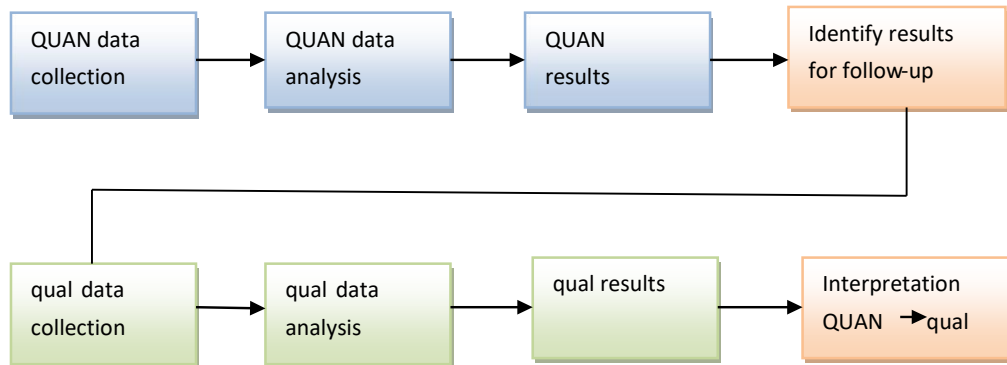 QUAN data
collection
QUAN data
analysis
QUAN
results
Identify results
for follow-up
qual data
collection
qual data
analysis
qual results
Interpretation
QUAN → qual